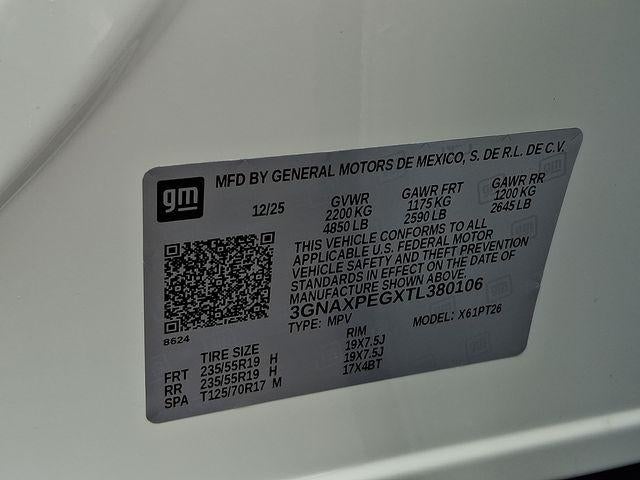 gm MFD BY GENERAL MOTORS DE MEXICO, S. DE R.L. DE C.V.
12/25 GVWR GAWR FRT GAWR RR
2200 KG 1175 KG 1200 KG
4850 LB 2590 LB 2645 LB
THIS VEHICLE CONFORMS TO ALL
APPLICABLE U.S. FEDERAL MOTOR
VEHICLE SAFETY AND THEFT PREVENTION
STANDARDS IN EFFECT ON THE DATE OF
MANUFACTURE SHOWN ABOVE.
3GNAXPEGXTL380106
TYPE: MPV MODEL: X61PT26
8624
TIRE SIZE RIM
FRT 235/55R19 H 19X7.5J
RR 235/55R19 H 19X7.5J
SPA T125/70R17 M 17X4BT